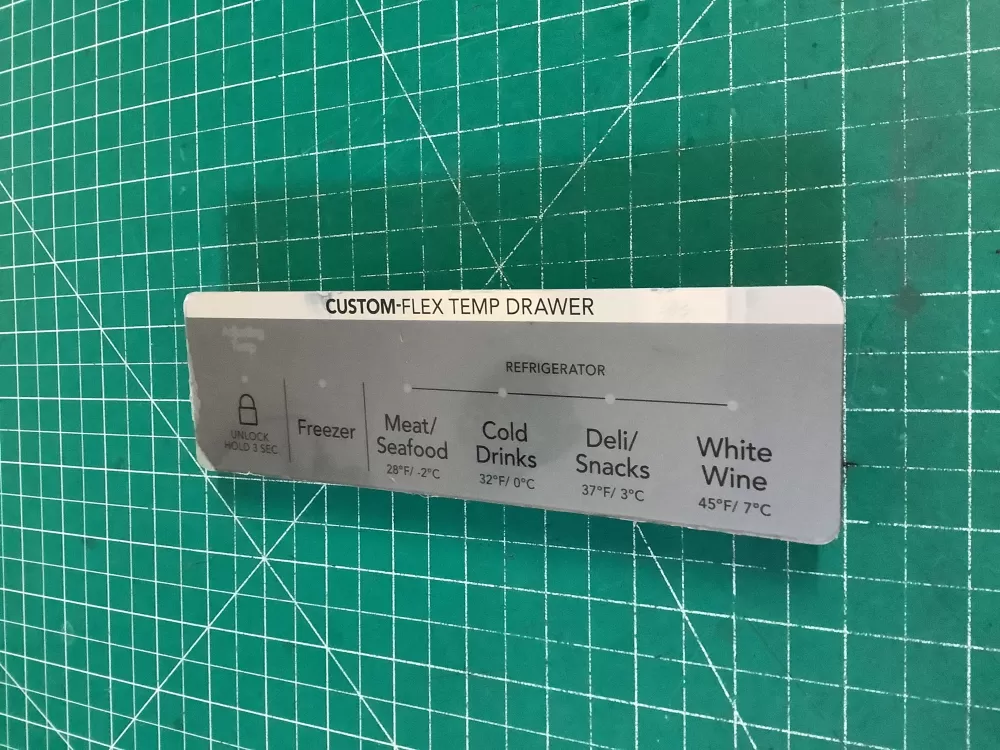 CUSTOM-FLEX TEMP DRAWER
REFRIGERATOR
UNLOCK
HOLD 3 SEC
Freezer
Meat/
Seafood
28°F/ -2°C
Cold
Drinks
32°F/ 0°C
Deli/
Snacks
37°F/ 3°C
White
Wine
45°F/ 7°C